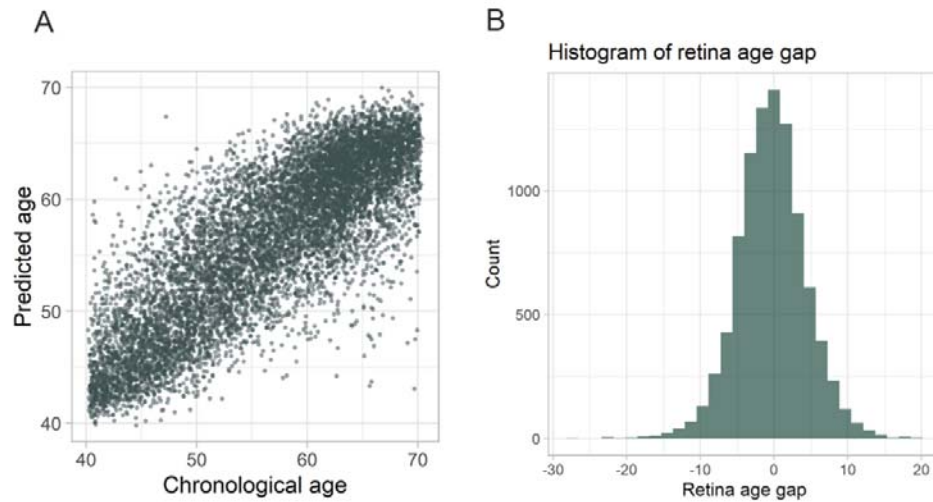 A
70
60
50
40
40
50
60
70
Predicted age
Chronological age
B
Histogram of retina age gap
1000
500
0
-30
-20
-10
0
10
20
Count
Retina age gap